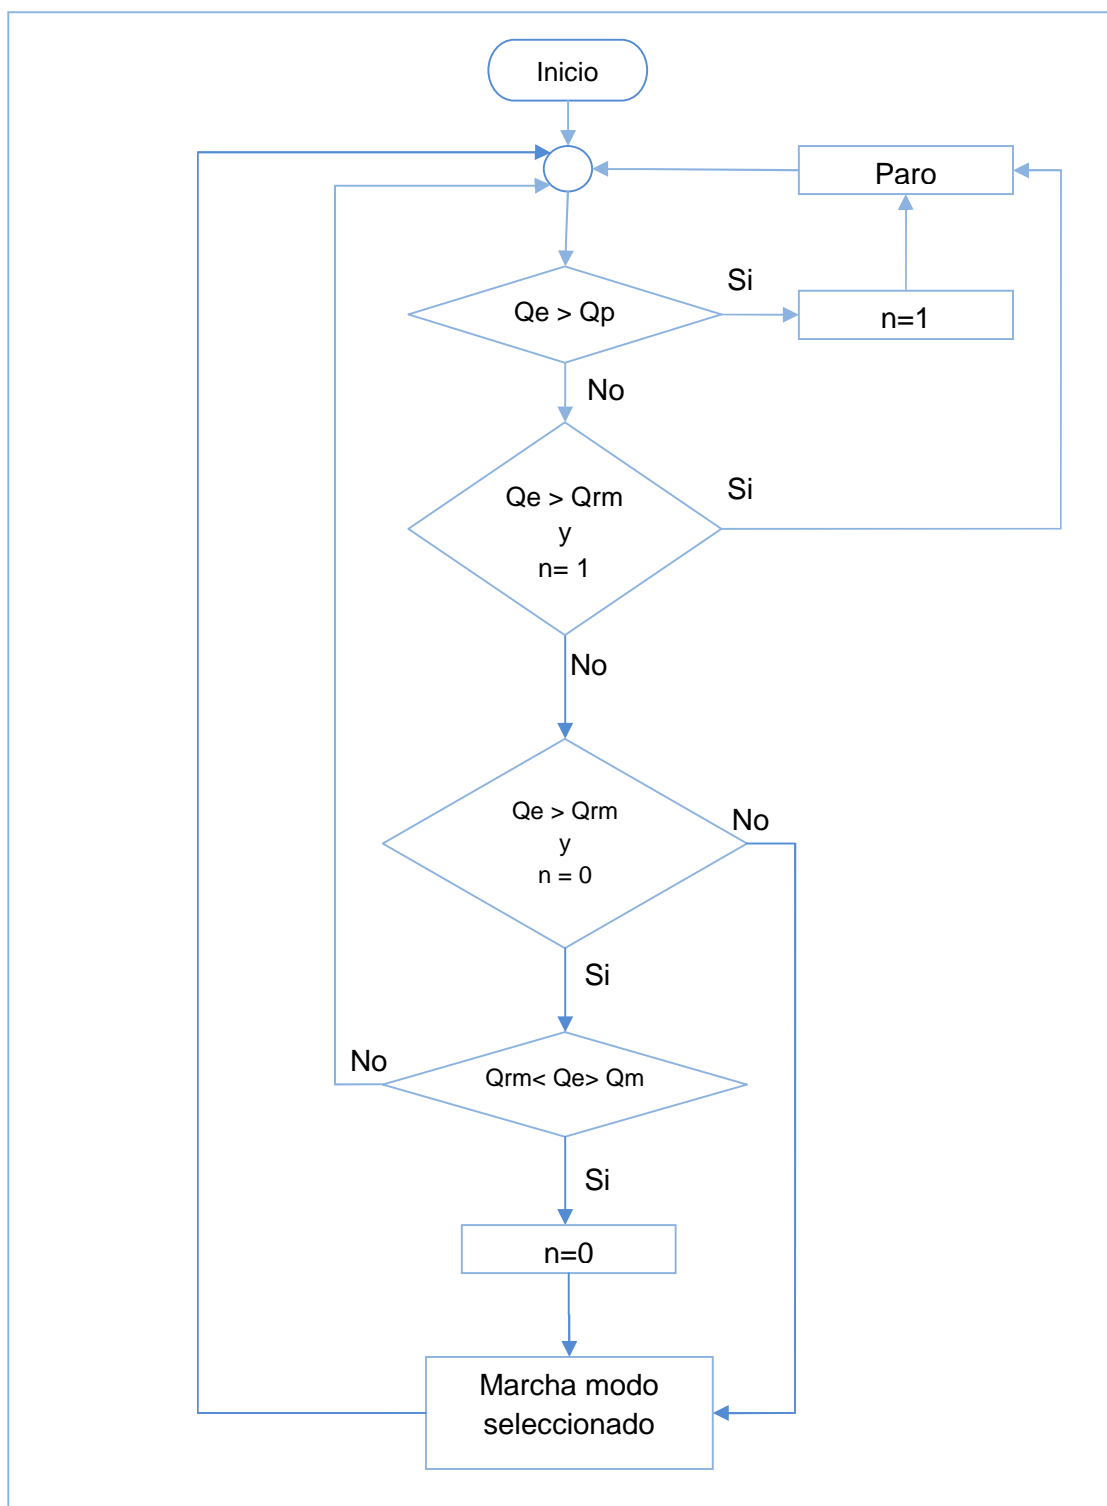 Inicio
Paro
Si
Qe > Qp
n=1
No
Qe > Qrm
y
n= 1
Si
No
Qe > Qrm
y
n = 0
No
Si
No
Qrm< Qe> Qm
Si
n=0
Marcha modo
seleccionado